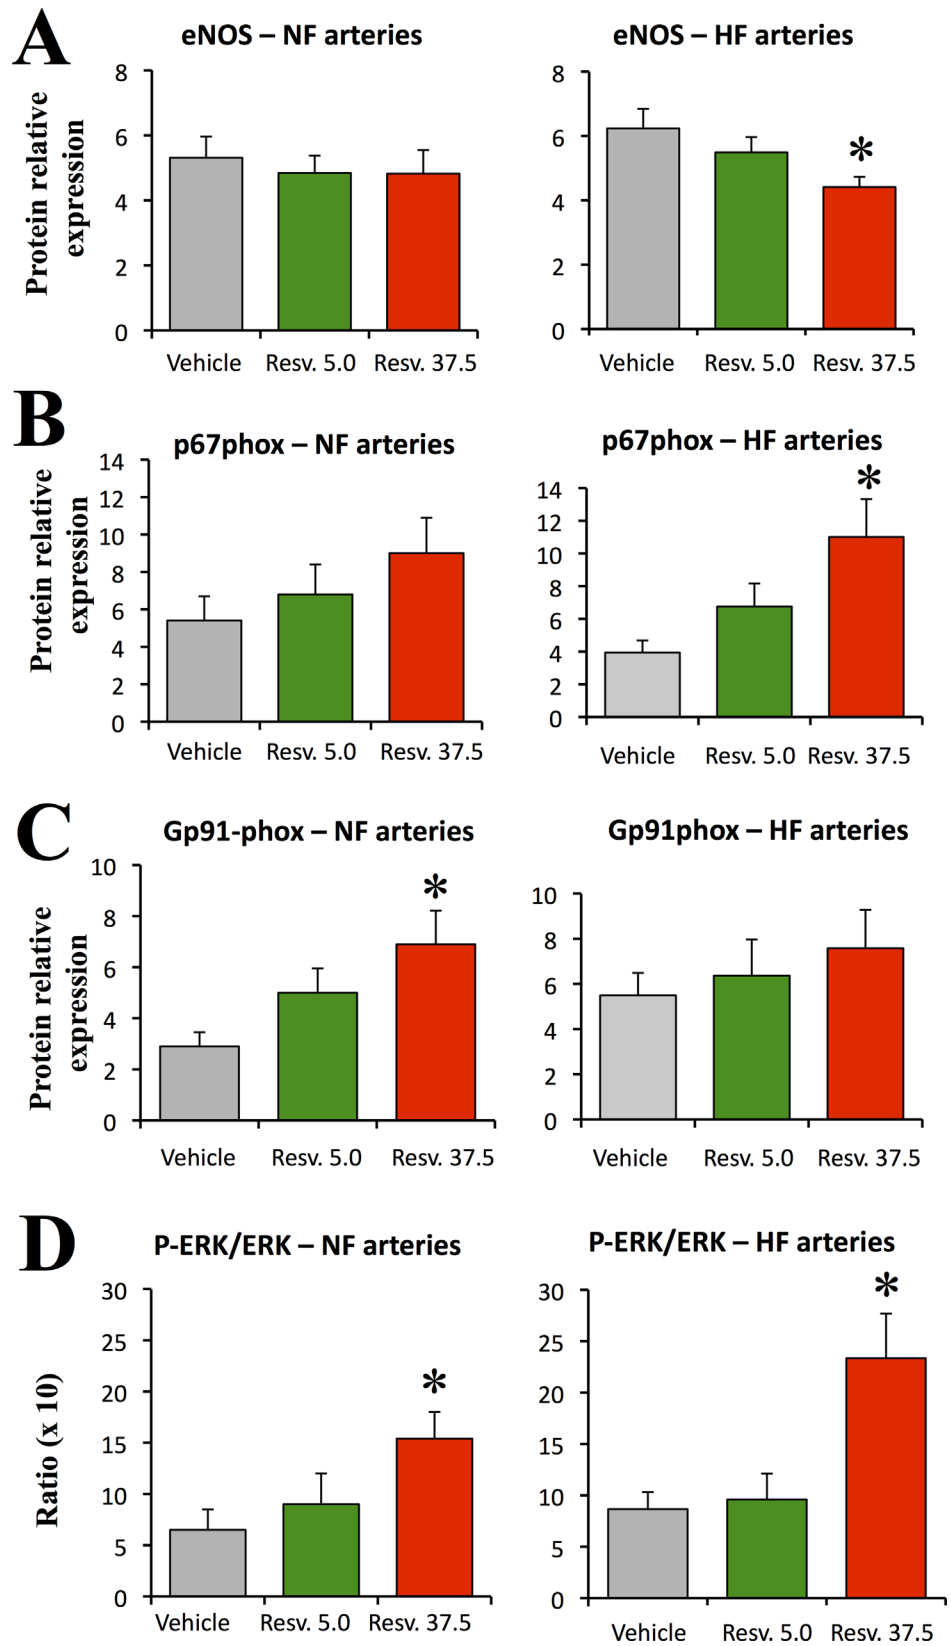 A
eNOS – NF arteries
eNOS – HF arteries
Protein relative
expression
8
6
4
2
0
Vehicle Resv. 5.0 Resv. 37.5
8
6
4
2
0
*
Vehicle Resv. 5.0 Resv. 37.5
B
p67phox – NF arteries
p67phox – HF arteries
Protein relative
expression
14
12
10
8
6
4
2
0
Vehicle Resv. 5.0 Resv. 37.5
14
12
10
8
6
4
2
0
*
Vehicle Resv. 5.0 Resv. 37.5
C
Gp91-phox – NF arteries
Gp91phox – HF arteries
Protein relative
expression
10
8
6
4
2
0
*
Vehicle Resv. 5.0 Resv. 37.5
10
8
6
4
2
0
Vehicle Resv. 5.0 Resv. 37.5
D
P-ERK/ERK – NF arteries
P-ERK/ERK – HF arteries
Ratio (x 10)
30
25
20
15
10
5
0
*
Vehicle Resv. 5.0 Resv. 37.5
30
25
20
15
10
5
0
*
Vehicle Resv. 5.0 Resv. 37.5